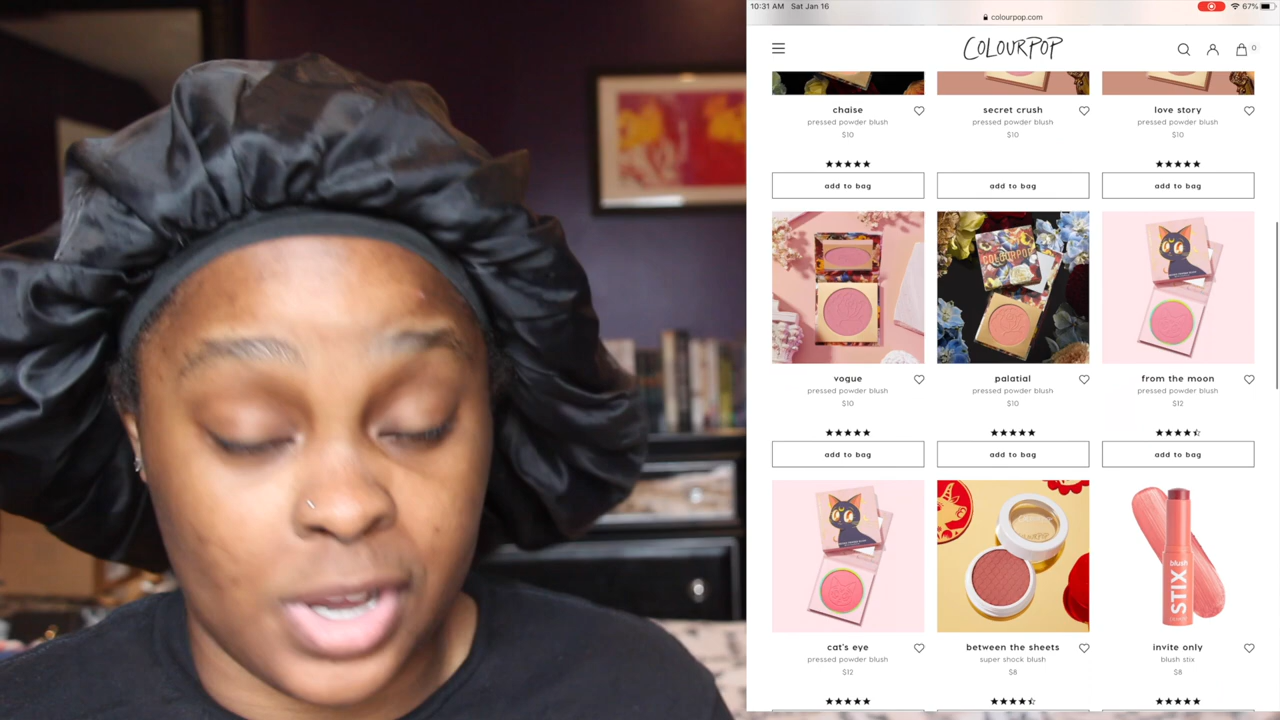 10:31 AM Sat Jan 16
67%
colourpop.com
COLOURPOP
0
chaise
pressed powder blush
$10
★★★★★
add to bag
secret crush
pressed powder blush
$10
add to bag
love story
pressed powder blush
$10
★★★★★
add to bag
COLOURPOP
vogue
pressed powder blush
$10
★★★★★
add to bag
palatial
pressed powder blush
$10
★★★★★
add to bag
from the moon
pressed powder blush
$12
add to bag
blush
STIX
cat's eye
pressed powder blush
$12
★★★★★
between the sheets
super shock blush
$8
invite only
blush stix
$8
★★★★★